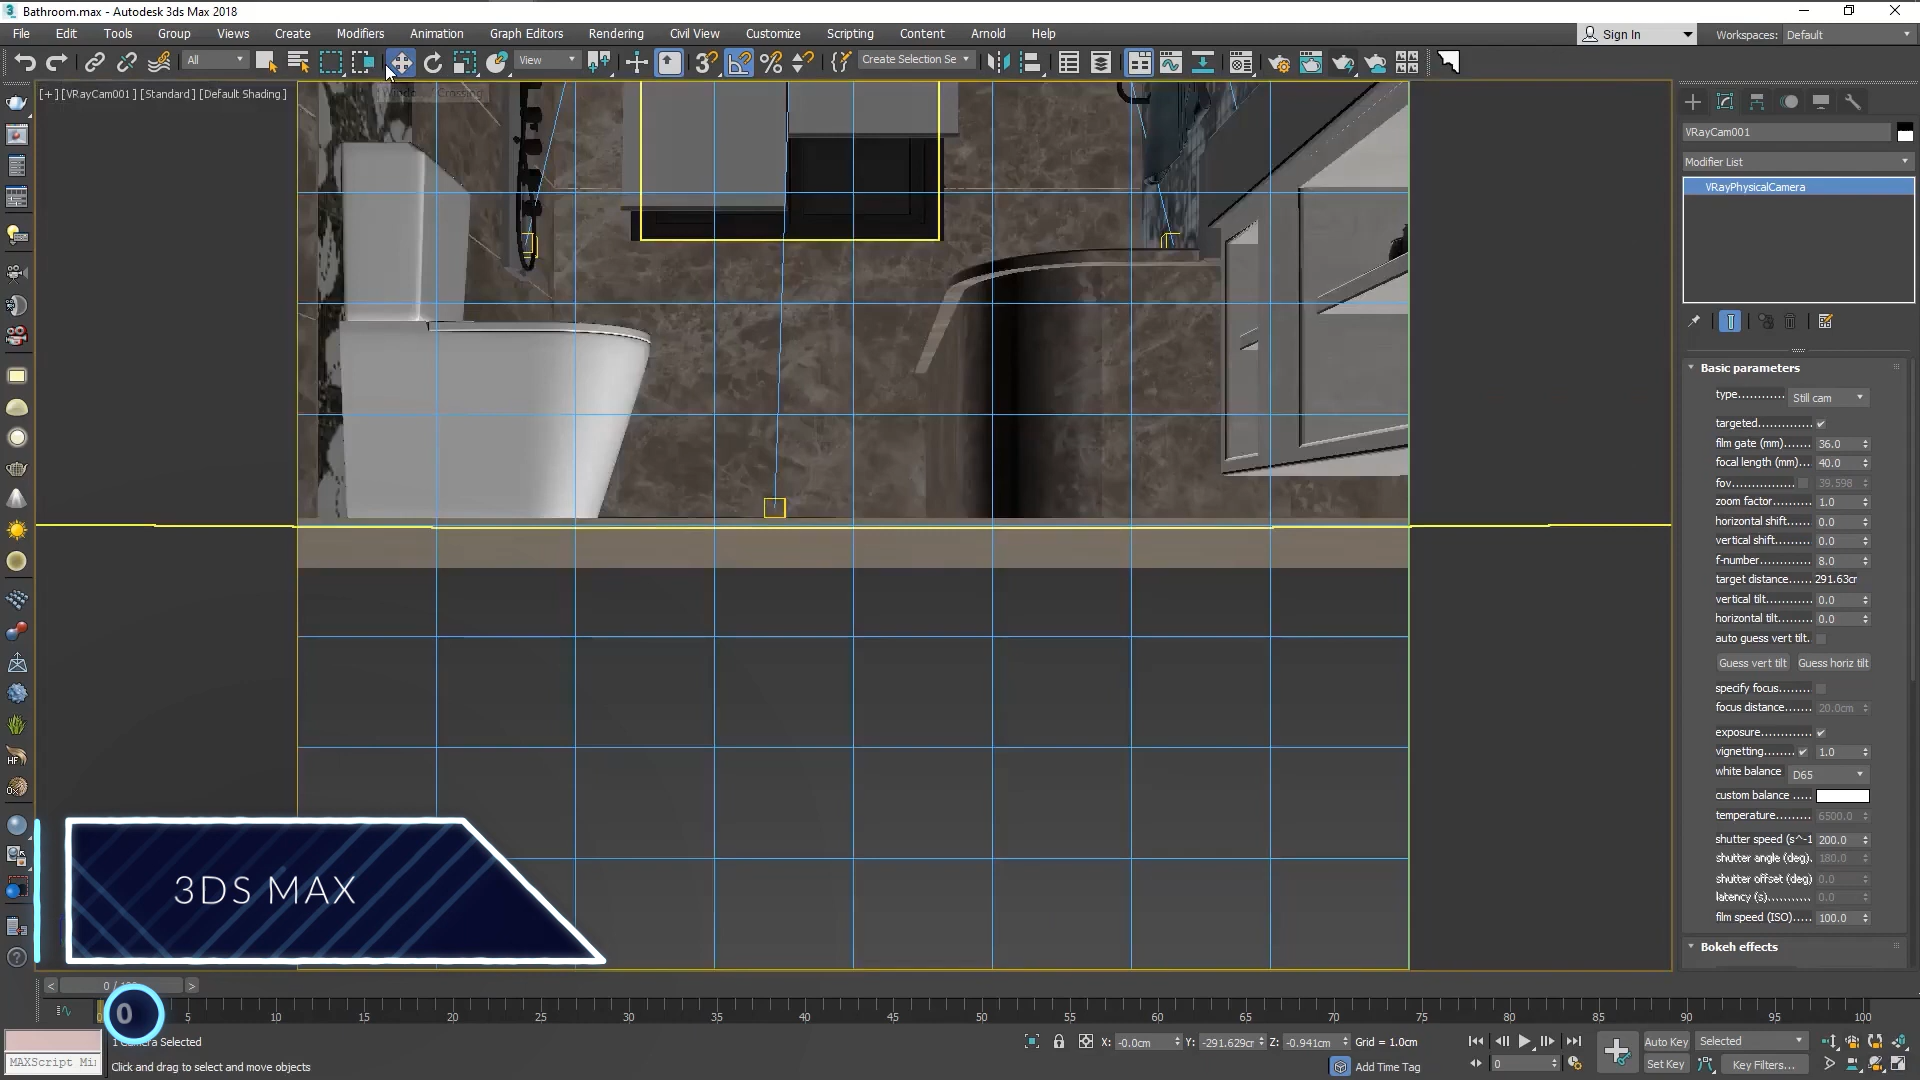 Bathroom.max - Autodesk 3ds Max 2018
File Edit Tools Group Views Create Modifiers Animation Graph Editors Rendering Civil View Customize Scripting Content Arnold Help
Sign In
Workspaces: Default
All
View
Create Selection Se
[+] [VRayCam001] [Standard] [Default Shading]
Crossing
VRayCam001
Modifier List
VRayPhysicalCamera
Basic parameters
type............ Still cam
targeted..............
film gate (mm)... 36.0
focal length (mm)... 40.0
fov................ 39.598
zoom factor......... 1.0
horizontal shift..... 0.0
vertical shift......... 0.0
f-number............. 8.0
target distance...... 291.63cm
vertical tilt............ 0.0
horizontal tilt........ 0.0
auto guess vert tilt.
Guess vert tilt Guess horiz tilt
specify focus........
focus distance...... 20.0cm
exposure..............
vignetting....... 1.0
white balance D65
custom balance .....
temperature......... 6500.0
shutter speed (s^-1 200.0
shutter angle (deg). 180.0
shutter offset (deg) 0.0
latency (s)........... 0.0
film speed (ISO)..... 100.0
Bokeh effects
3DS MAX
0
5 10 15 20 25 30 35 40 45 50 55 60 65 70 75 80 85 90 95 100
Camera Selected
X: -0.0cm Y: -291.629cm Z: -0.941cm Grid = 1.0cm
Auto Key Selected
MAXScript Mi
Click and drag to select and move objects
Add Time Tag
0
Set Key Key Filters...